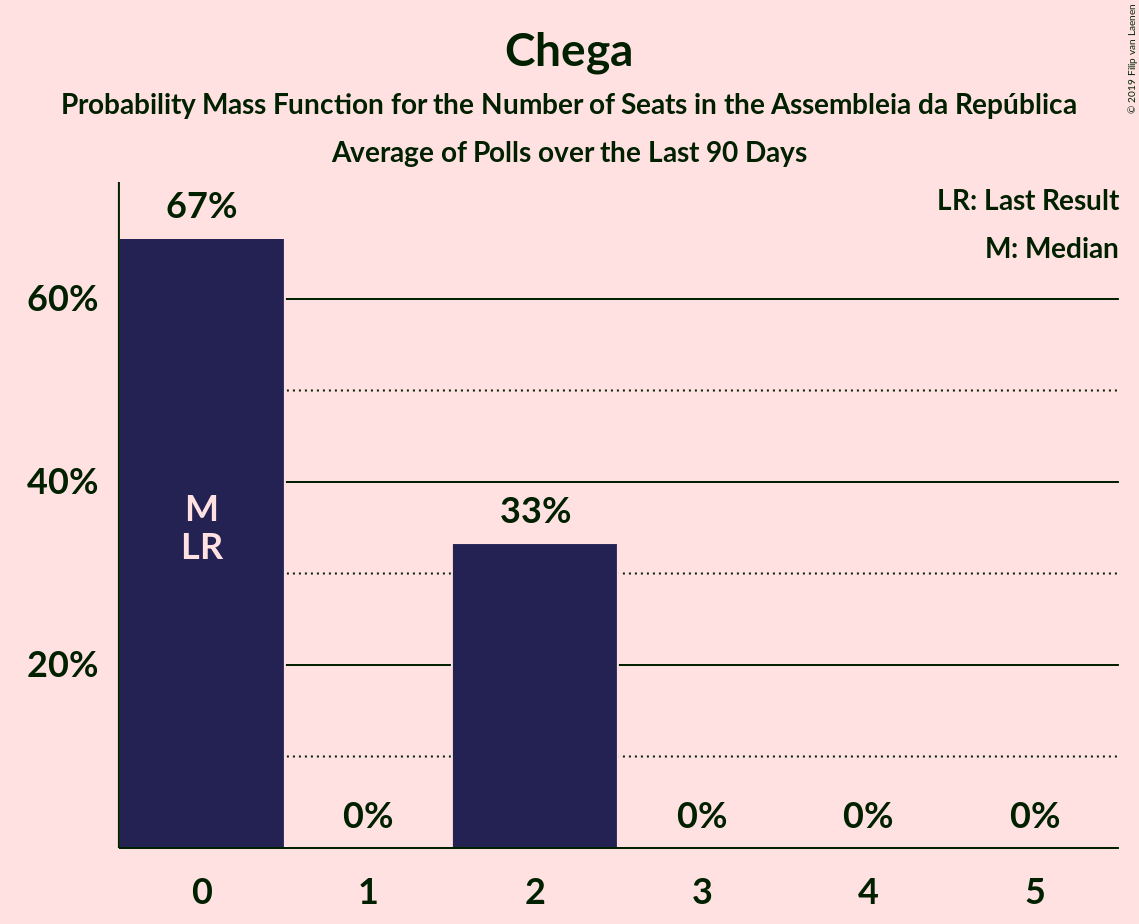 Chega
Probability Mass Function for the Number of Seats in the Assembleia da República
Average of Polls over the Last 90 Days
© 2019 Filip van Laenen
LR: Last Result
M: Median
67%
60%
40%
20%
M
LR
33%
0%
0%
0%
0%
0 1 2 3 4 5